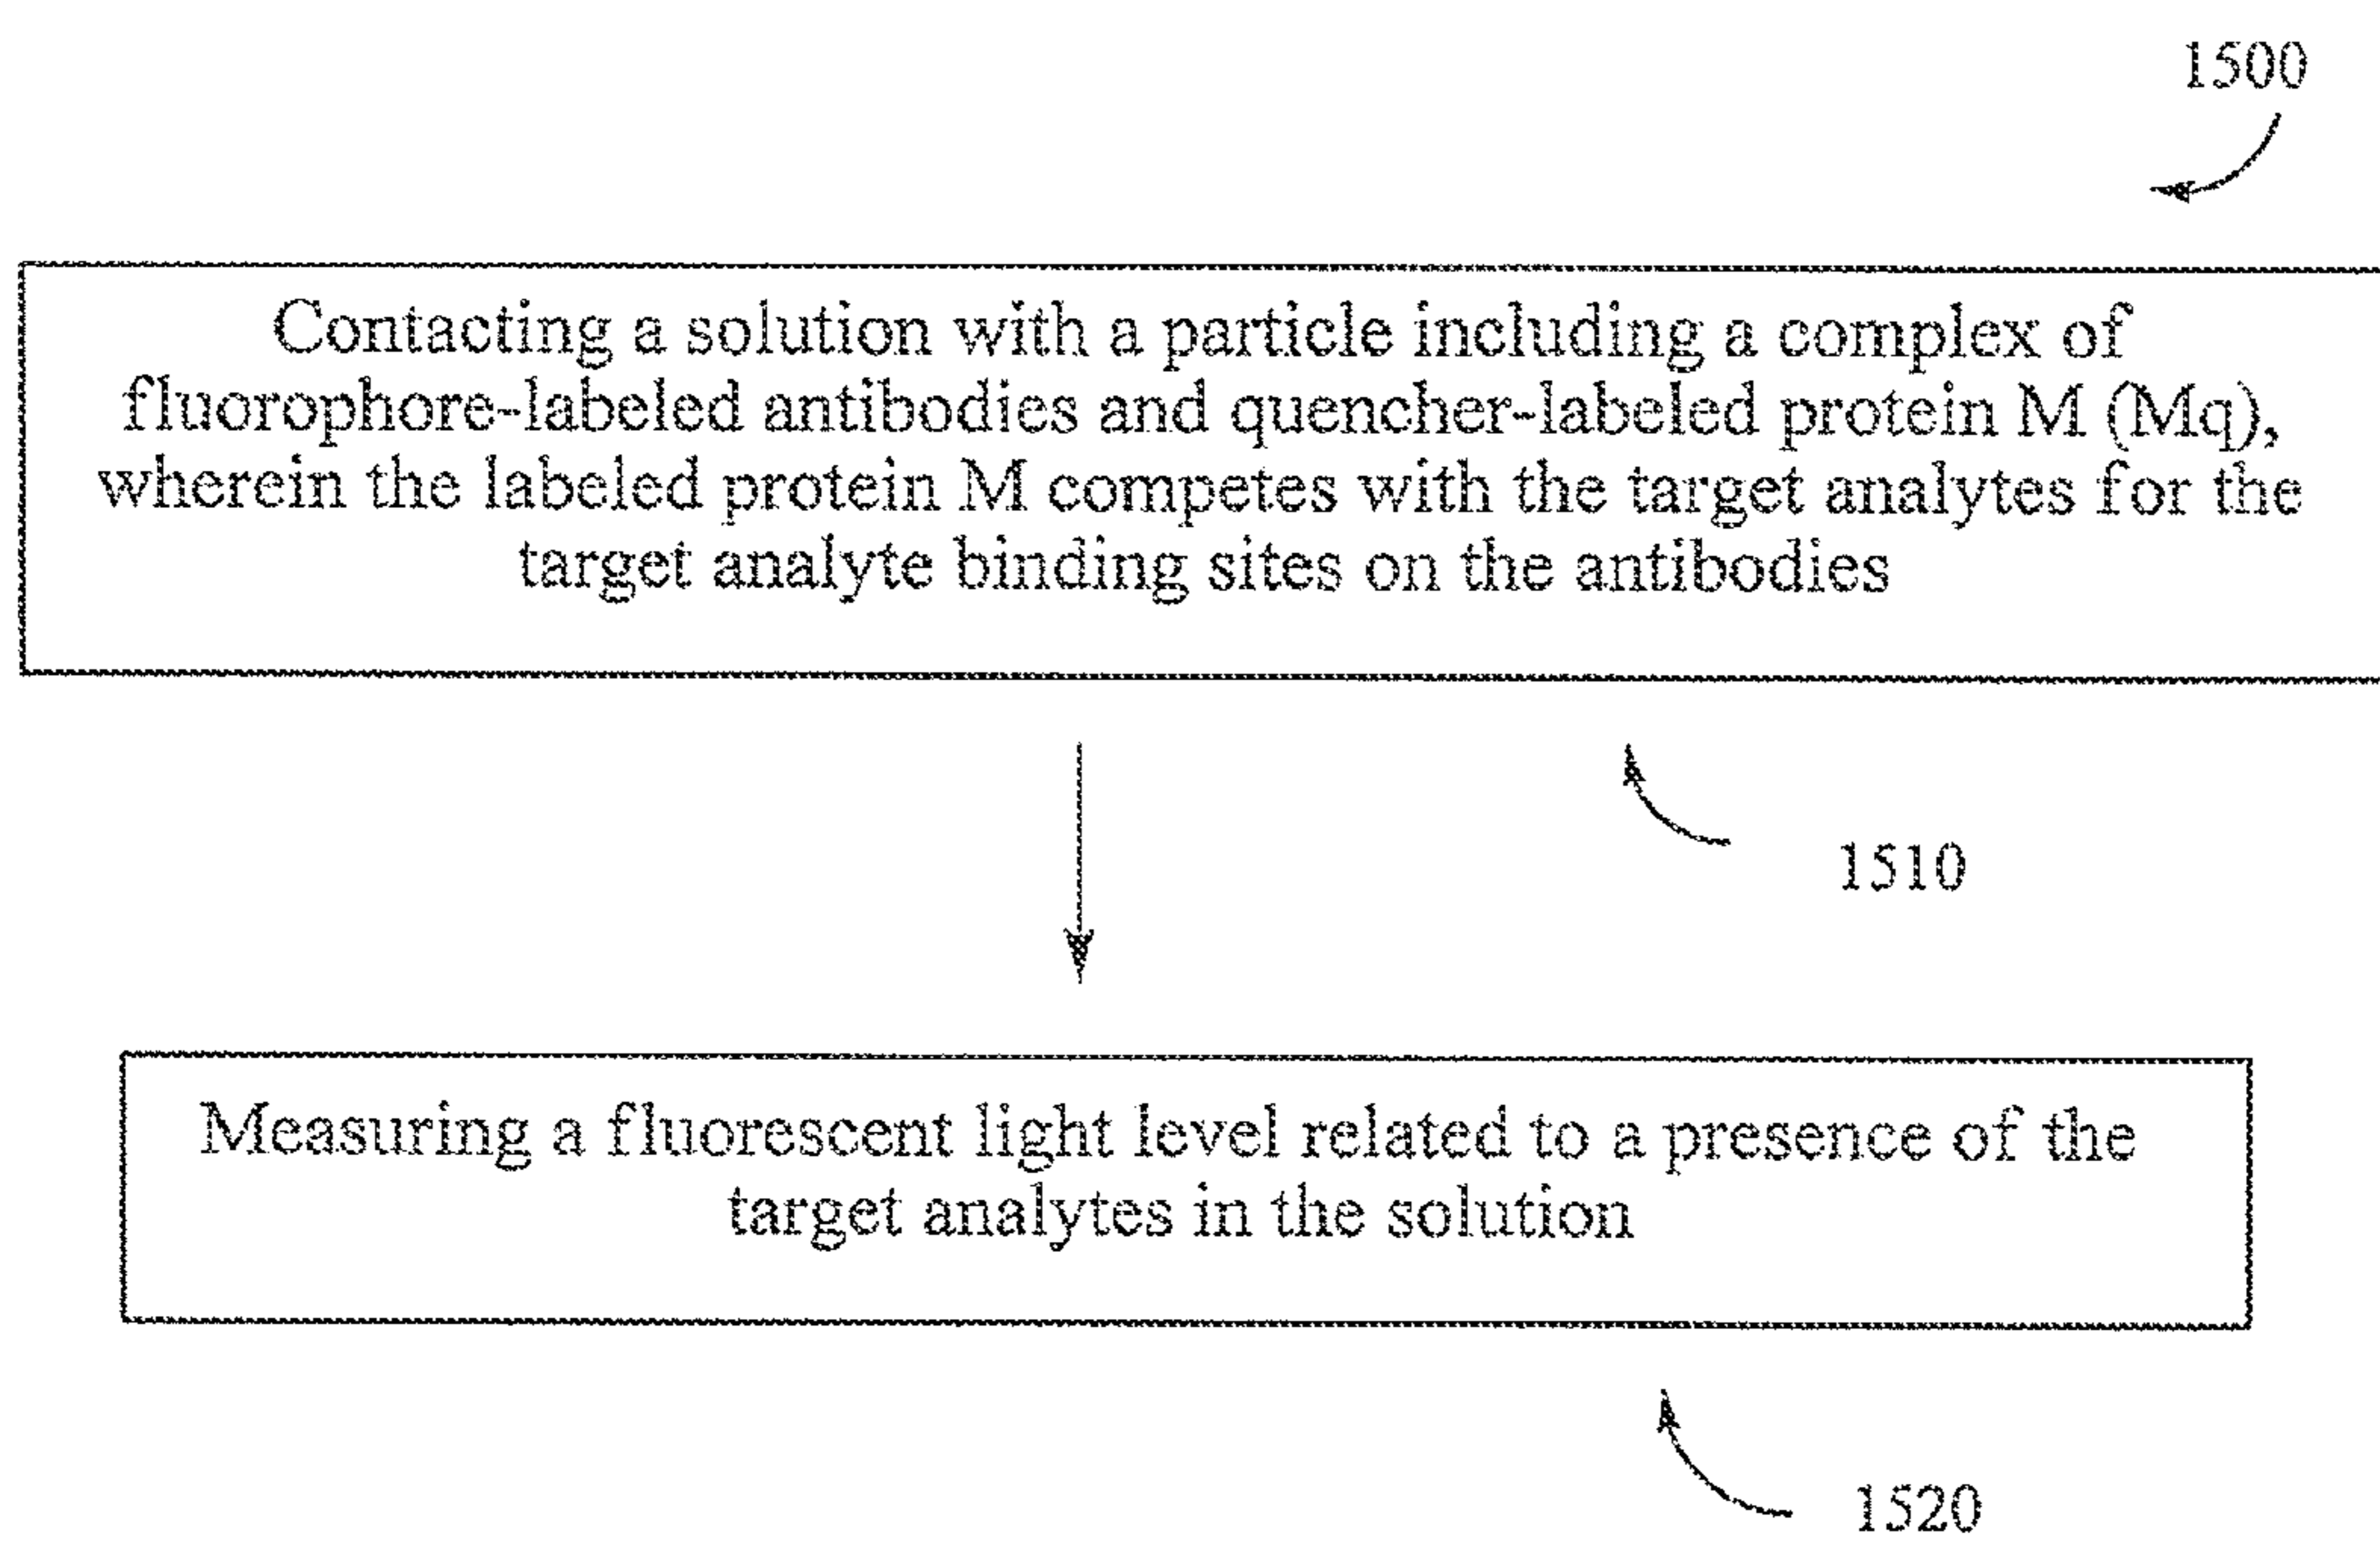 1500
Contacting a solution with a particle including a complex of
fluorophore-labeled antibodies and quencher-labeled protein M (Mq),
wherein the labeled protein M competes with the target analytes for the
target analyte binding sites on the antibodies
1510
Measuring a fluorescent light level related to a presence of the
target analytes in the solution
1520